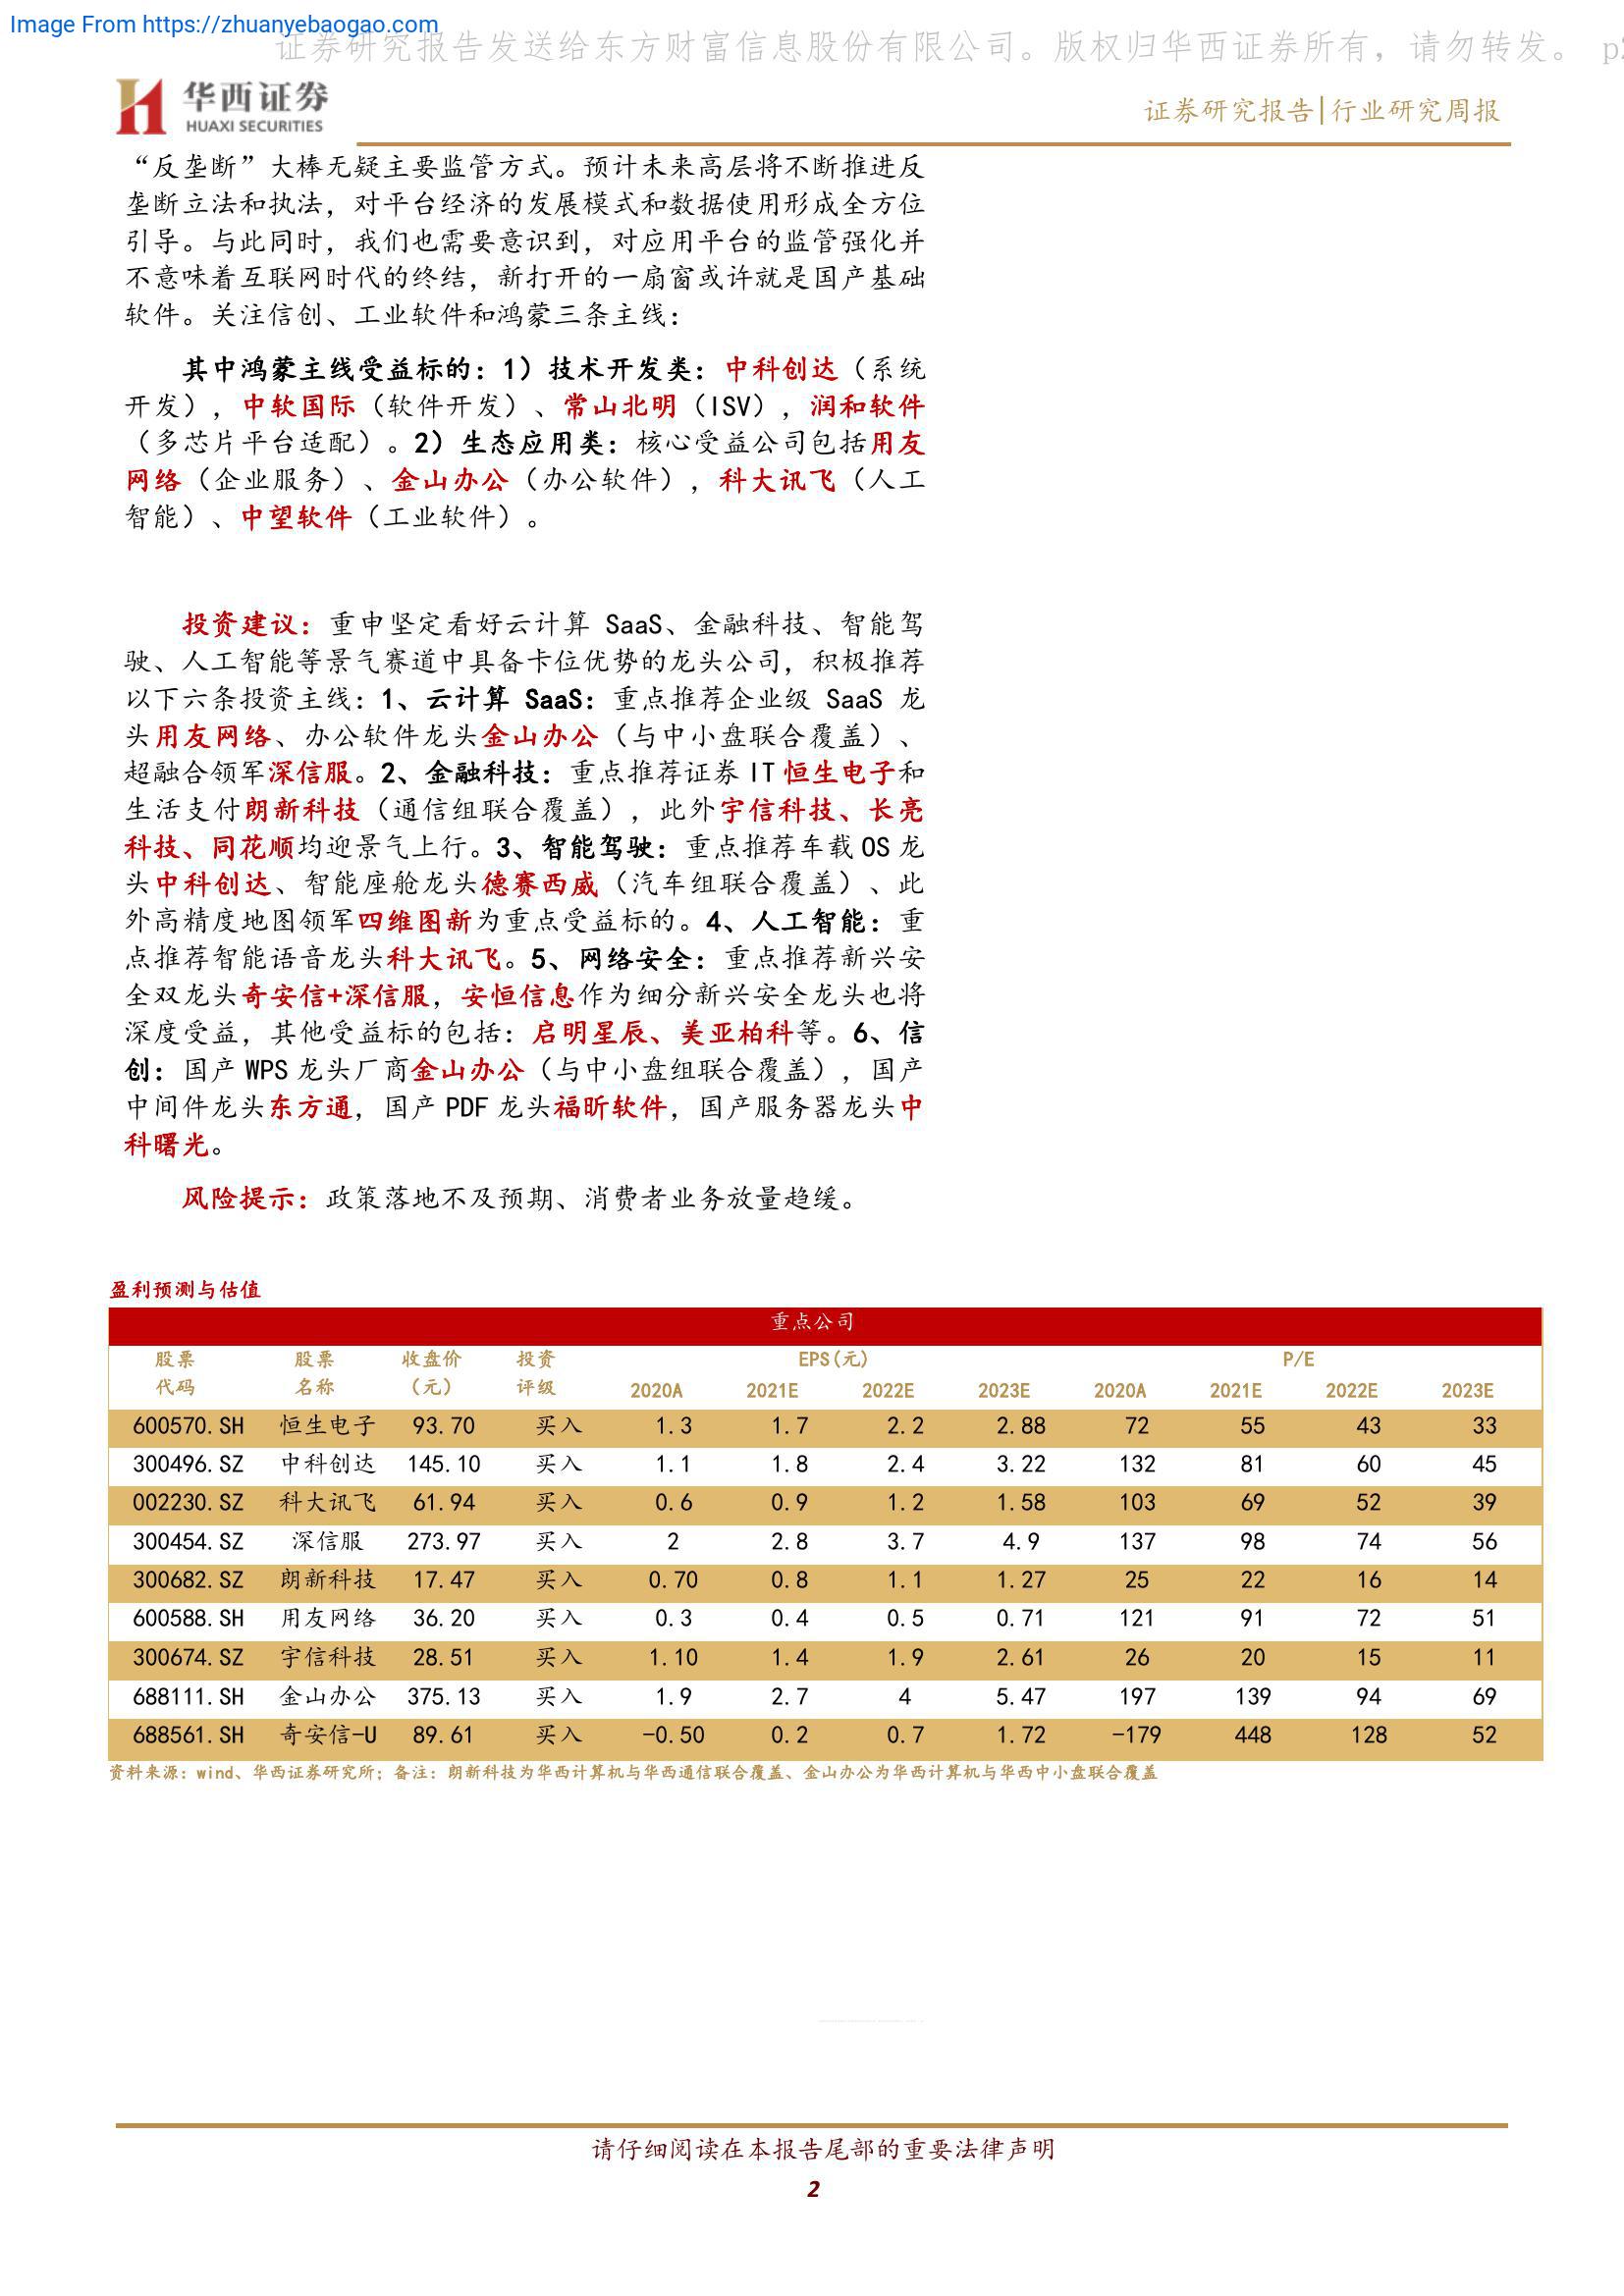 Image From https://zhuanyebaogao.com
证券研究报告发送给东方财富信息股份有限公司。版权归华西证券所有，请勿转发。 p2
华西证券
HUAXI SECURITIES
证券研究报告|行业研究周报
“反垄断”大棒无疑主要监管方式。预计未来高层将不断推进反
垄断立法和执法，对平台经济的发展模式和数据使用形成全方位
引导。与此同时，我们也需要意识到，对应用平台的监管强化并
不意味着互联网时代的终结，新打开的一扇窗或许就是国产基础
软件。关注信创、工业软件和鸿蒙三条主线：
其中鸿蒙主线受益标的：1）技术开发类：中科创达（系统
开发），中软国际（软件开发）、常山北明（ISV），润和软件
（多芯片平台适配）。2）生态应用类：核心受益公司包括用友
网络（企业服务）、金山办公（办公软件），科大讯飞（人工
智能）、中望软件（工业软件）。
投资建议：重申坚定看好云计算 SaaS、金融科技、智能驾
驶、人工智能等景气赛道中具备卡位优势的龙头公司，积极推荐
以下六条投资主线：1、云计算 SaaS：重点推荐企业级 SaaS 龙
头用友网络、办公软件龙头金山办公（与中小盘联合覆盖）、
超融合领军深信服。2、金融科技：重点推荐证券 IT 恒生电子和
生活支付朗新科技（通信组联合覆盖），此外宇信科技、长亮
科技、同花顺均迎景气上行。3、智能驾驶：重点推荐车载 OS 龙
头中科创达、智能座舱龙头德赛西威（汽车组联合覆盖）、此
外高精度地图领军四维图新为重点受益标的。4、人工智能：重
点推荐智能语音龙头科大讯飞。5、网络安全：重点推荐新兴安
全双龙头奇安信+深信服，安恒信息作为细分新兴安全龙头也将
深度受益，其他受益标的包括：启明星辰、美亚柏科等。6、信
创：国产 WPS 龙头厂商金山办公（与中小盘组联合覆盖），国产
中间件龙头东方通，国产 PDF 龙头福昕软件，国产服务器龙头中
科曙光。
风险提示：政策落地不及预期、消费者业务放量趋缓。
盈利预测与估值
重点公司
股票 股票 收盘价 投资 EPS(元) P/E
代码 名称 （元） 评级 2020A 2021E 2022E 2023E 2020A 2021E 2022E 2023E
600570.SH 恒生电子 93.70 买入 1.3 1.7 2.2 2.88 72 55 43 33
300496.SZ 中科创达 145.10 买入 1.1 1.8 2.4 3.22 132 81 60 45
002230.SZ 科大讯飞 61.94 买入 0.6 0.9 1.2 1.58 103 69 52 39
300454.SZ 深信服 273.97 买入 2 2.8 3.7 4.9 137 98 74 56
300682.SZ 朗新科技 17.47 买入 0.70 0.8 1.1 1.27 25 22 16 14
600588.SH 用友网络 36.20 买入 0.3 0.4 0.5 0.71 121 91 72 51
300674.SZ 宇信科技 28.51 买入 1.10 1.4 1.9 2.61 26 20 15 11
688111.SH 金山办公 375.13 买入 1.9 2.7 4 5.47 197 139 94 69
688561.SH 奇安信-U 89.61 买入 -0.50 0.2 0.7 1.72 -179 448 128 52
资料来源：wind、华西证券研究所；备注：朗新科技为华西计算机与华西通信联合覆盖、金山办公为华西计算机与华西中小盘联合覆盖
请仔细阅读在本报告尾部的重要法律声明
2